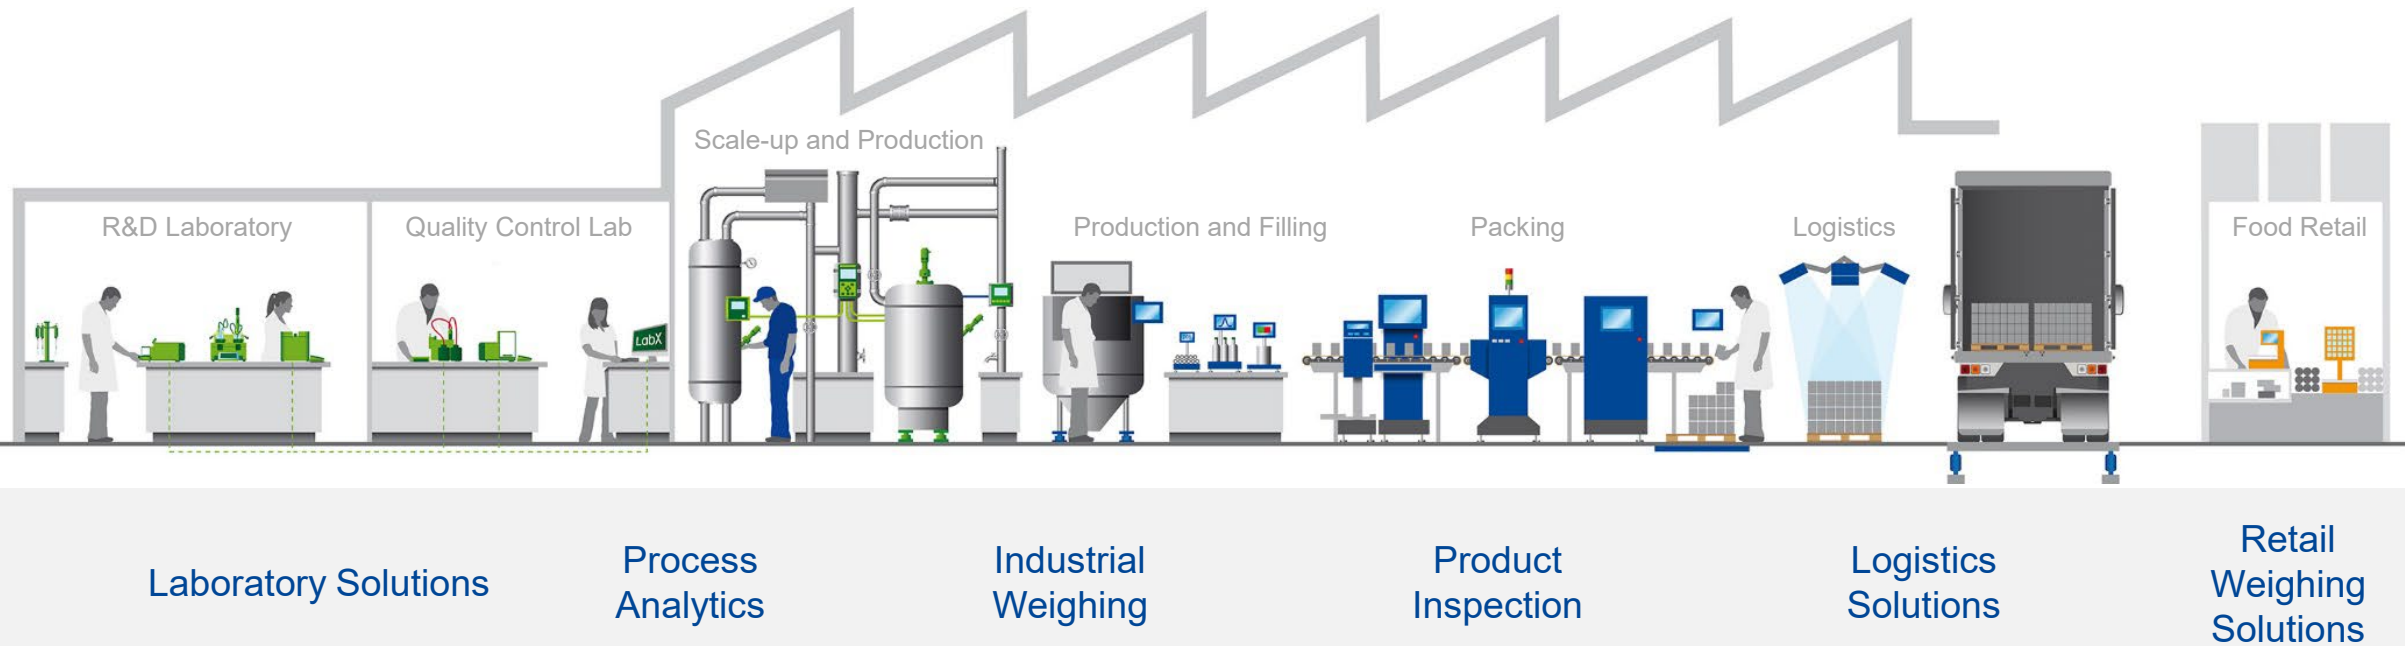 Scale-up and Production
R&D Laboratory
Quality Control Lab
Production and Filling
Packing
Logistics
Food Retail
LabX
Laboratory Solutions
Process
Analytics
Industrial
Weighing
Product
Inspection
Logistics
Solutions
Retail
Weighing
Solutions